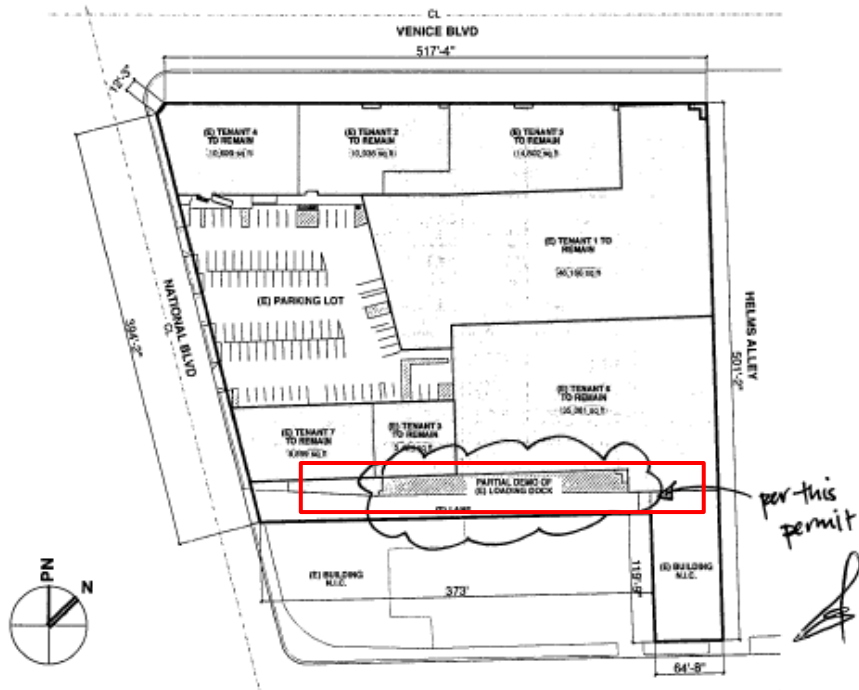 CL
VENICE BLVD
517'-4"
12'-3"
(E) TENANT 4
TO REMAIN
(E) TENANT 2
TO REMAIN
(E) TENANT 3
TO REMAIN
(E) TENANT 1 TO
REMAIN
(E) PARKING LOT
NATIONAL BLVD
CL
394'-2"
HELMS ALLEY
501'-2"
(E) TENANT 6
TO REMAIN
(E) TENANT 7
TO REMAIN
TO REMAIN
PARTIAL DEMO OF
(E) LOADING DOCK
per this
permit
(E) BUILDING
N.I.C.
373'
119'-9"
(E) BUILDING
N.I.C.
64'-8"
PN
N